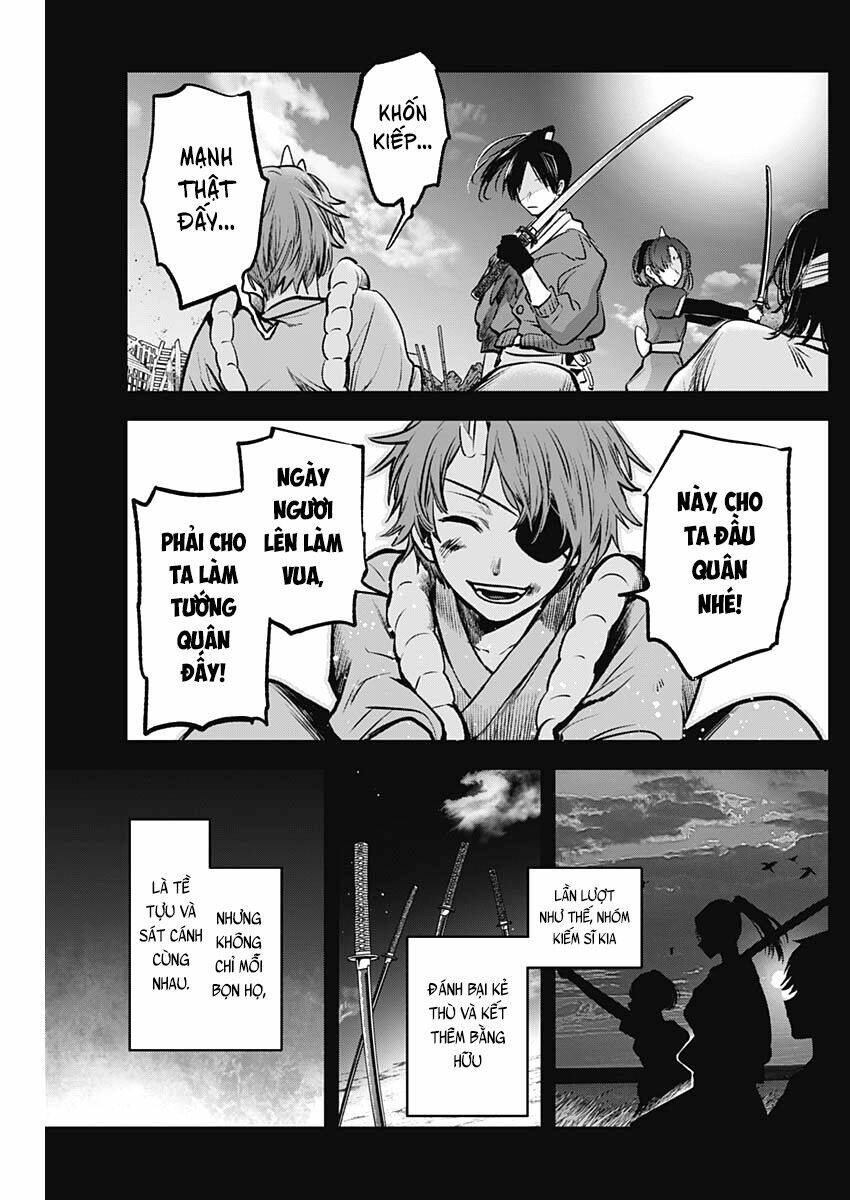 KHỐN
KIẾP...
MẠNH
THẬT
ĐẤY...
NÀY, CHO
TA ĐẦU
QUÂN
NHÉ!
NGÀY
NGƯƠI
LÊN LÀM
VUA,
PHẢI CHO
TA LÀM
TƯỚNG
QUÂN
ĐẤY!
LẦN LƯỢT
NHƯ THẾ, NHÓM
KIẾM SĨ KIA
ĐÁNH BẠI KẺ
THÙ VÀ KẾT
THÊM BẰNG
HỮU
NHƯNG
KHÔNG
CHỈ MỖI
BỌN HỌ,
LÀ TỀ
TỰU VÀ
SÁT CÁNH
CÙNG
NHAU.